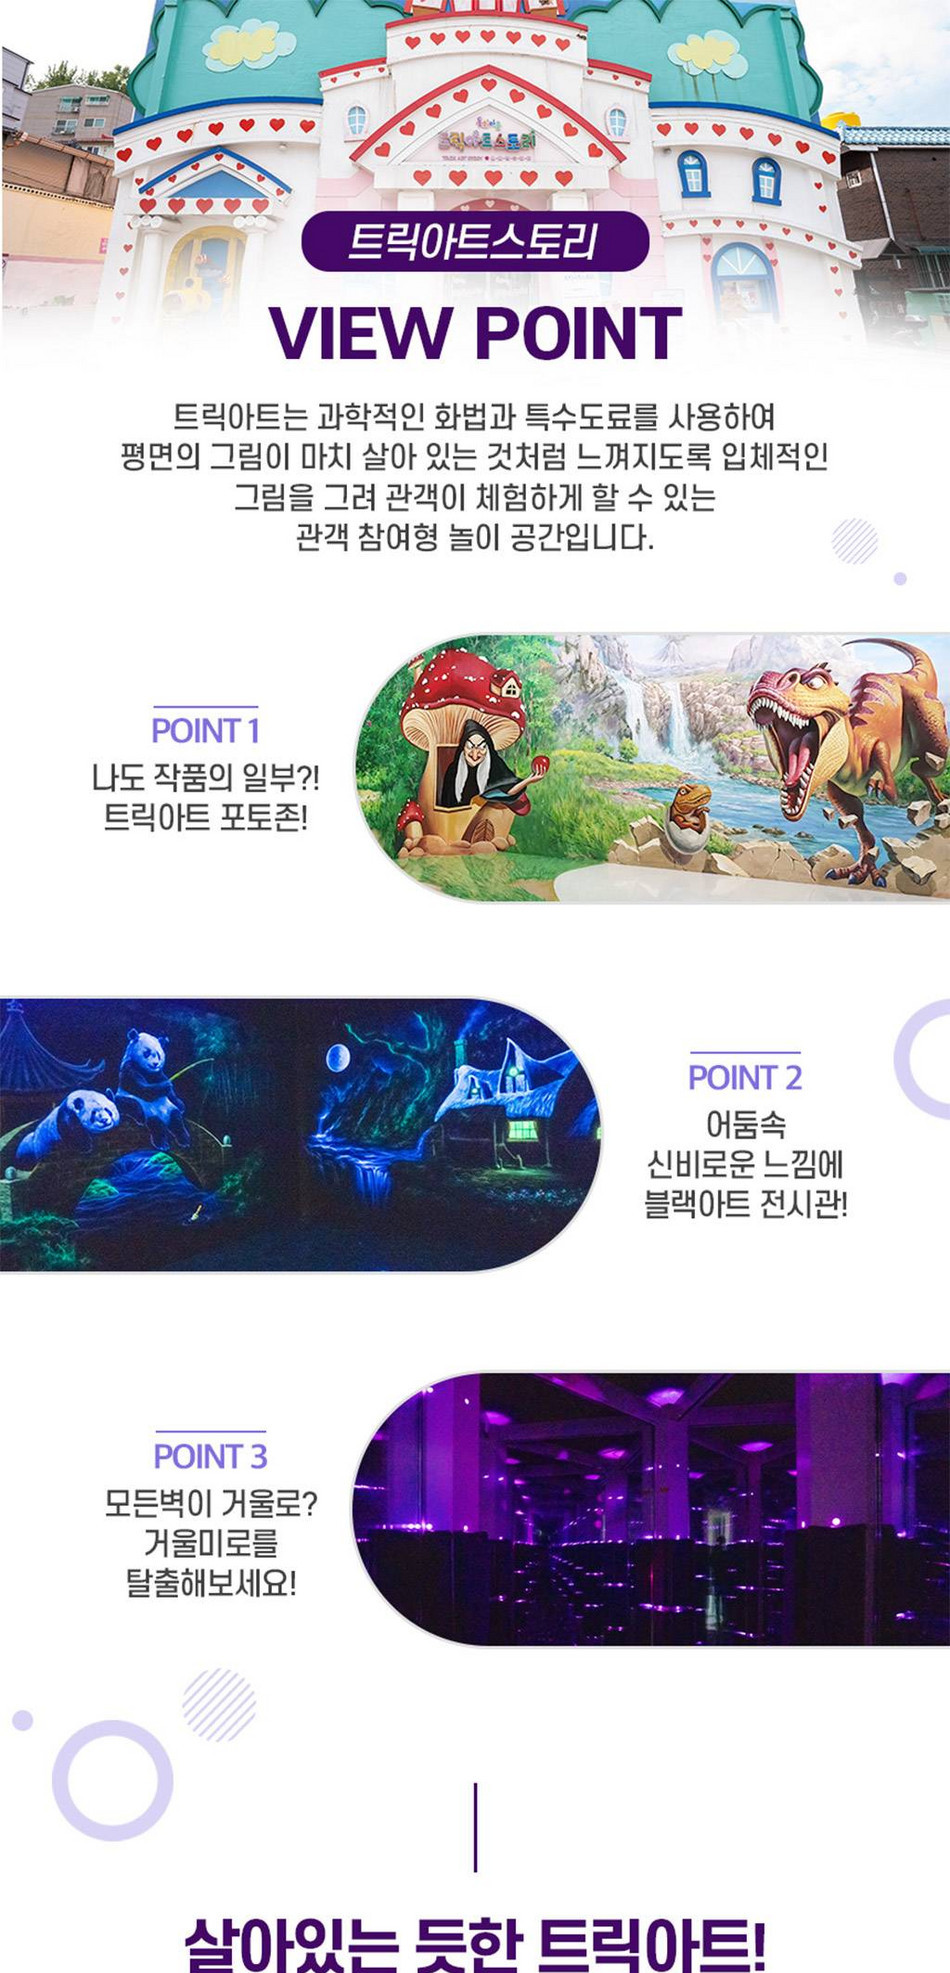 트릭아트스토리
트릭아트스토리
VIEW POINT
트릭아트는 과학적인 화법과 특수도료를 사용하여
평면의 그림이 마치 살아 있는 것처럼 느껴지도록 입체적인
그림을 그려 관객이 체험하게 할 수 있는
관객 참여형 놀이 공간입니다.
POINT 1
나도 작품의 일부?!
트릭아트 포토존!
POINT 2
어둠속
신비로운 느낌에
블랙아트 전시관!
POINT 3
모든벽이 거울로?
거울미로를
탈출해보세요!
살아있는 듯한 트릭아트!